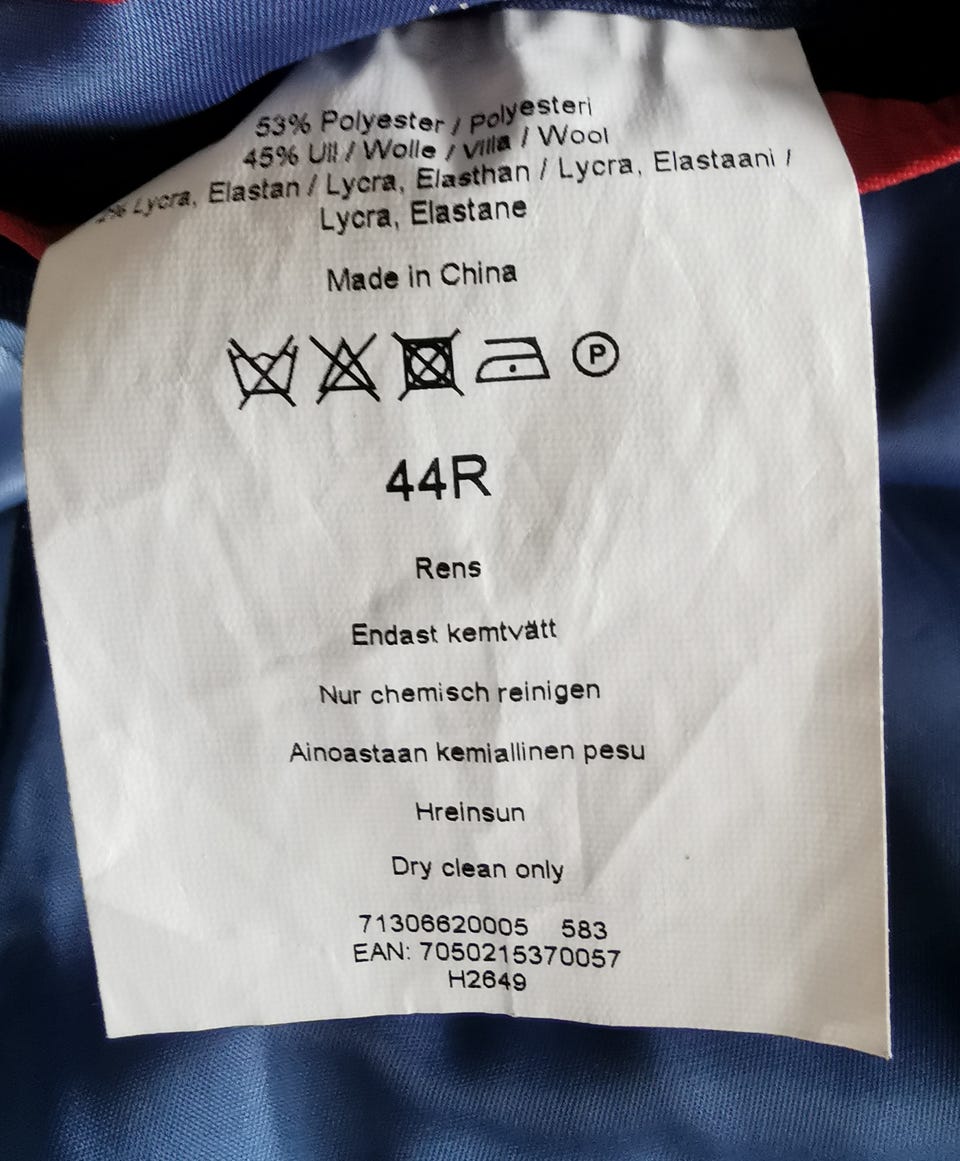 53% Polyester / Polyesteri
45% Ull / Wolle / Villa / Wool
2% Lycra, Elastan / Lycra, Elasthan / Lycra, Elastaani /
Lycra, Elastane
Made in China
P
44R
Rens
Endast kemtvätt
Nur chemisch reinigen
Ainoastaan kemiallinen pesu
Hreinsun
Dry clean only
71306620005 583
EAN: 7050215370057
H2649